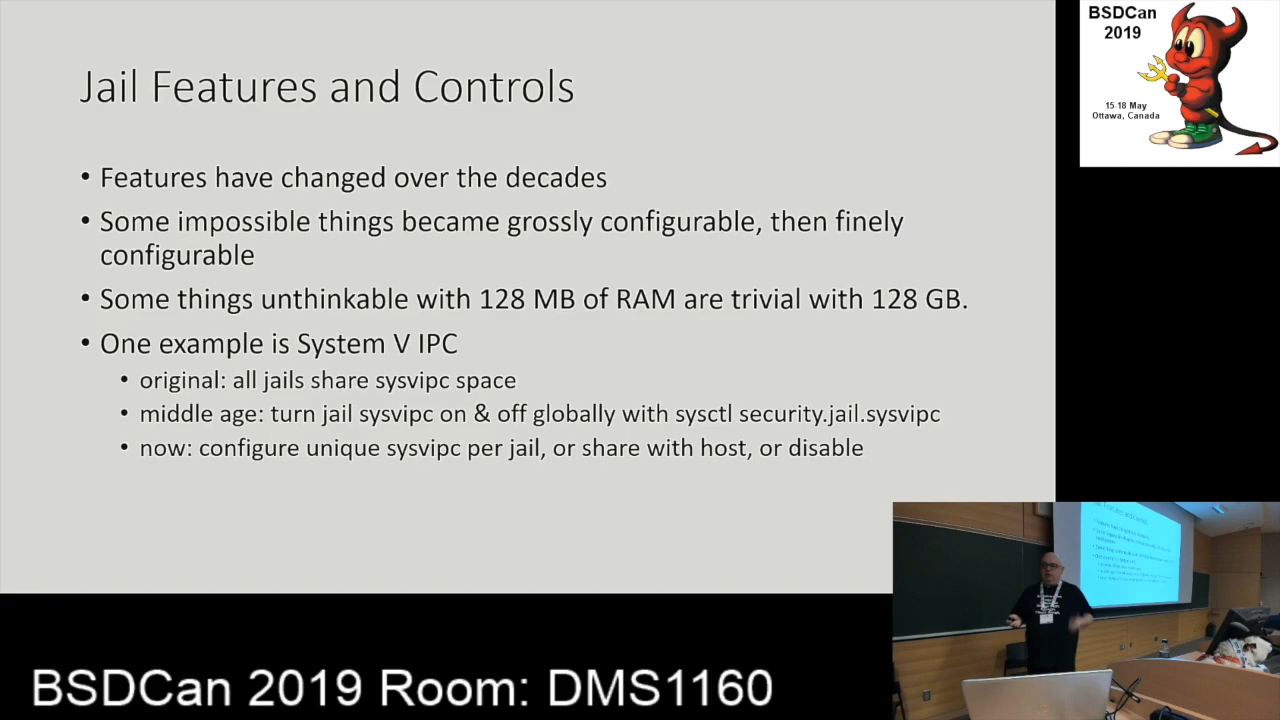 Jail Features and Controls
• Features have changed over the decades
• Some impossible things became grossly configurable, then finely
configurable
• Some things unthinkable with 128 MB of RAM are trivial with 128 GB.
• One example is System V IPC
• original: all jails share sysvipc space
• middle age: turn jail sysvipc on & off globally with sysctl security.jail.sysvipc
• now: configure unique sysvipc per jail, or share with host, or disable
BSDCan
2019
15-18 May
Ottawa, Canada
BSDCan 2019 Room: DMS1160